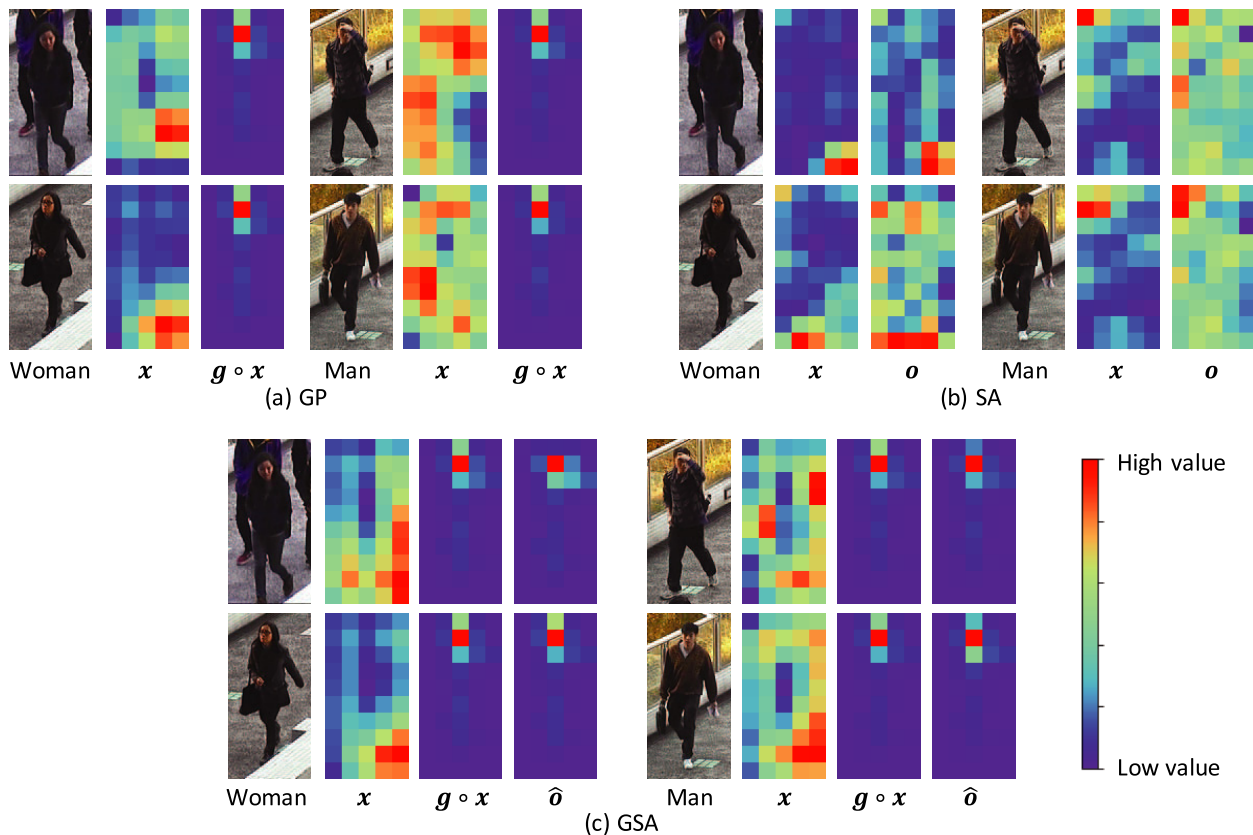 Woman x g ∘ x Man x g ∘ x
(a) GP
Woman x o Man x o
(b) SA
High value
Low value
Woman x g ∘ x ô Man x g ∘ x ô
(c) GSA